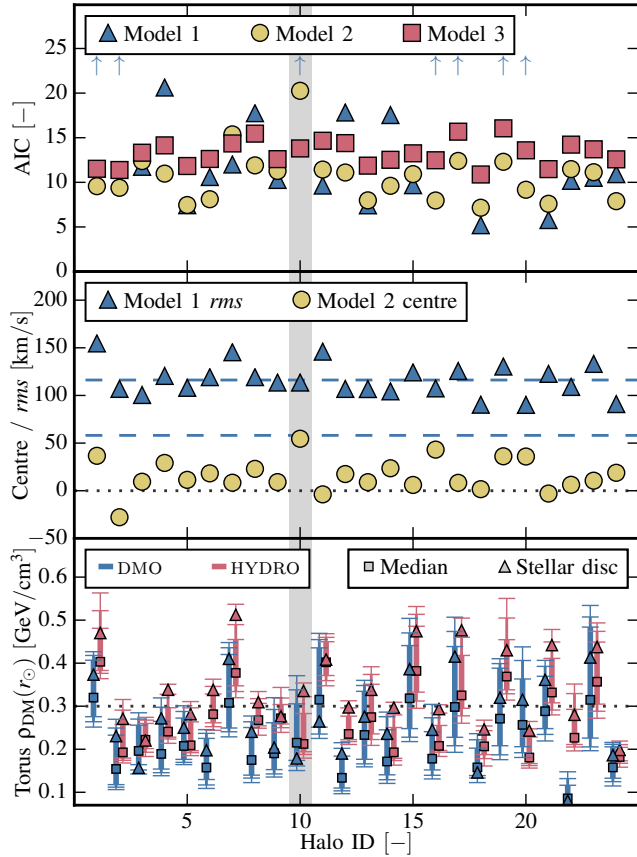 30
Model 1 Model 2 Model 3
25
20
15
10
5
0
AIC [−]
Model 1 rms Model 2 centre
200
150
100
50
0
−50
Centre / rms [km/s]
DMO HYDRO Median Stellar disc
0.6
0.5
0.4
0.3
0.2
0.1
Torus ρDM(r⊙) [GeV/cm³]
5 10 15 20
Halo ID [−]